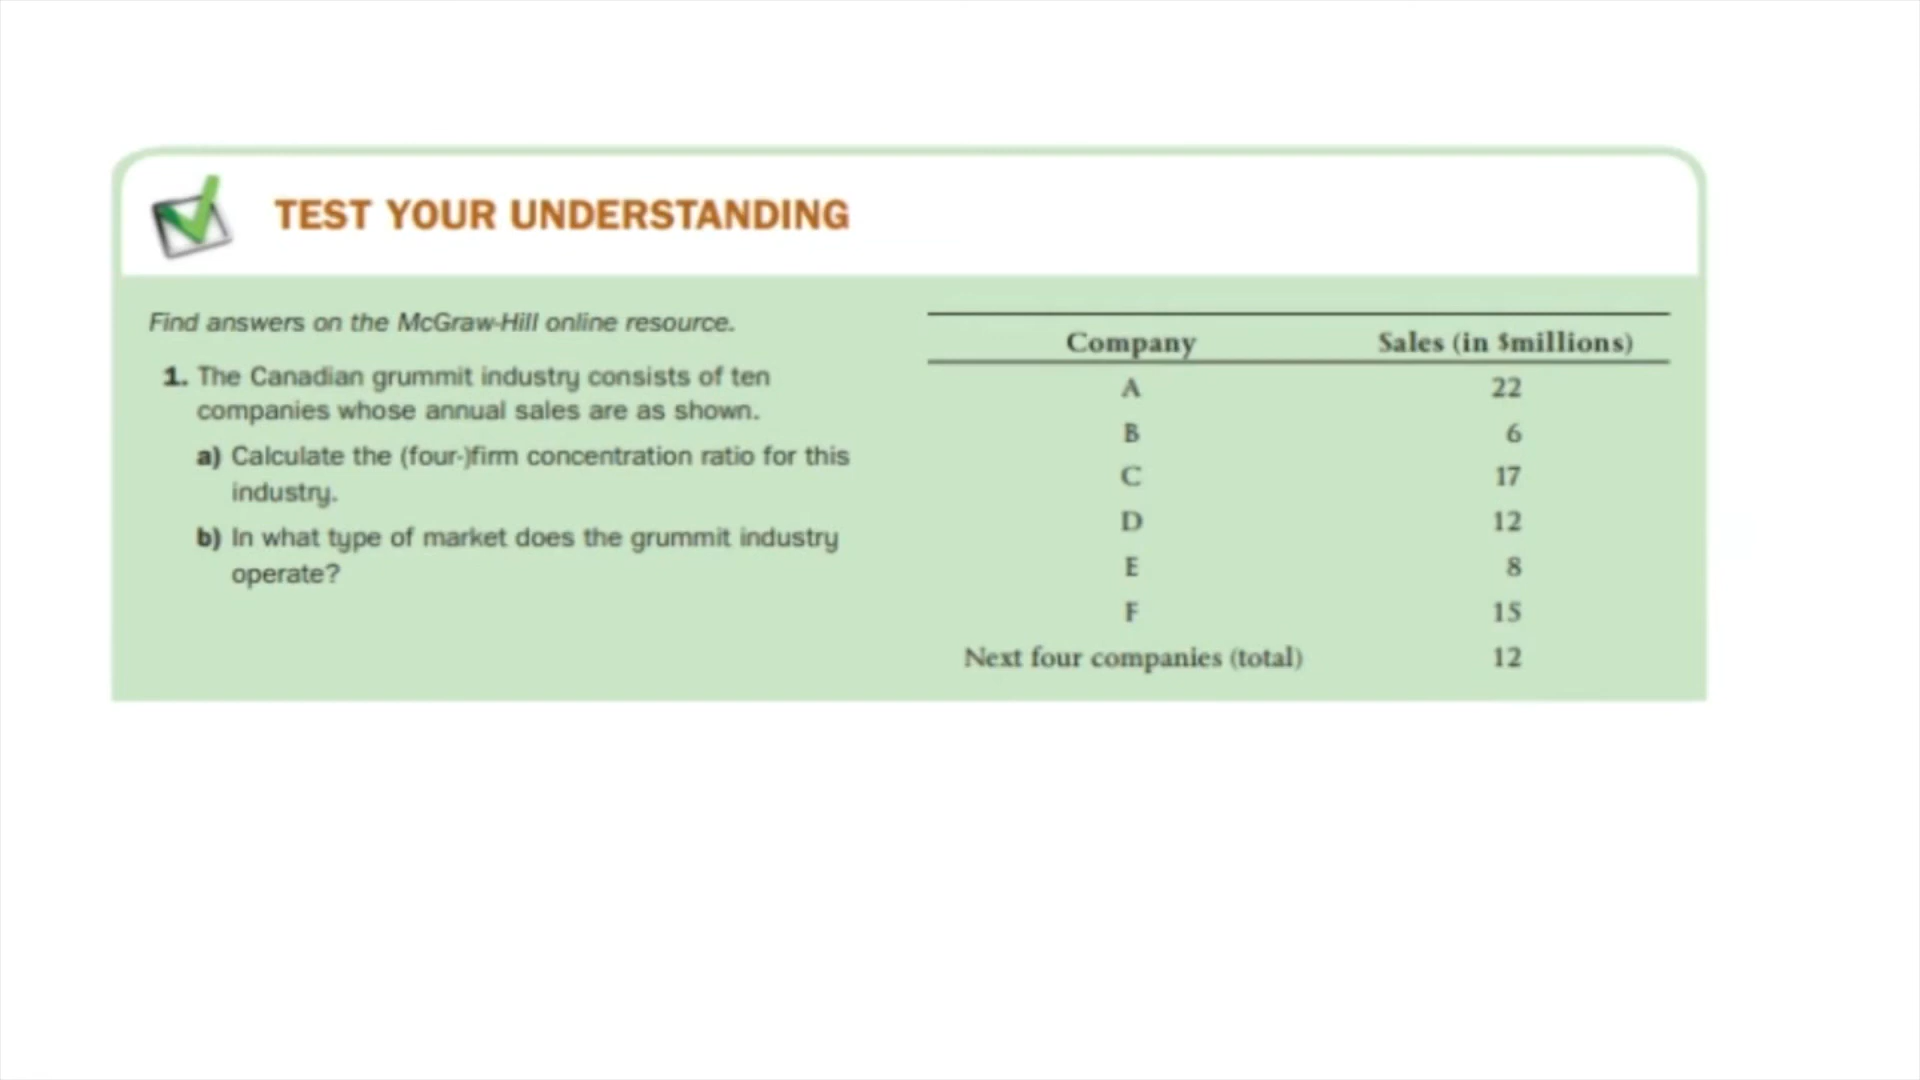 TEST YOUR UNDERSTANDING
Find answers on the McGraw-Hill online resource.
1. The Canadian grummit industry consists of ten
companies whose annual sales are as shown.
a) Calculate the (four-)firm concentration ratio for this
industry.
b) In what type of market does the grummit industry
operate?
Company Sales (in $millions)
A 22
B 6
C 17
D 12
E 8
F 15
Next four companies (total) 12